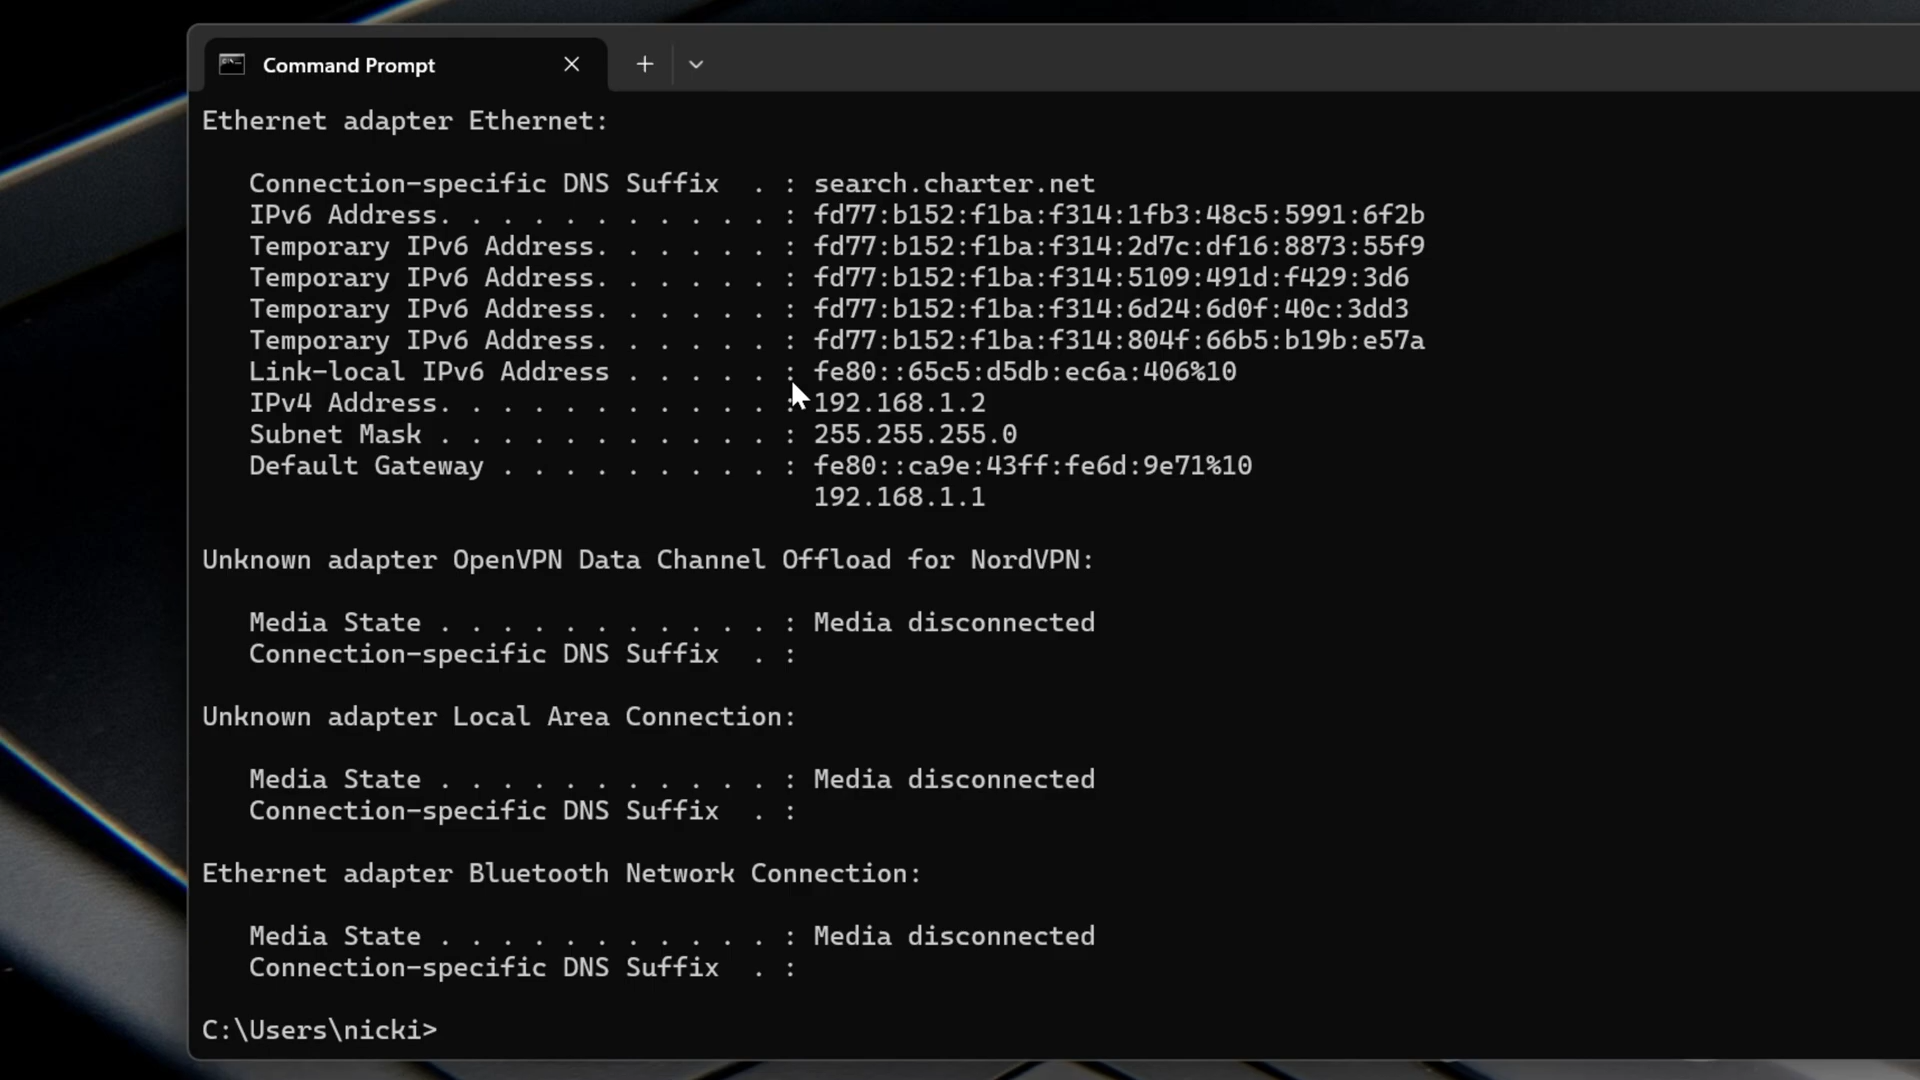 Command Prompt
Ethernet adapter Ethernet:
Connection-specific DNS Suffix  . : search.charter.net
IPv6 Address. . . . . . . . . . . : fd77:b152:f1ba:f314:1fb3:48c5:5991:6f2b
Temporary IPv6 Address. . . . . . : fd77:b152:f1ba:f314:2d7c:df16:8873:55f9
Temporary IPv6 Address. . . . . . : fd77:b152:f1ba:f314:5109:491d:f429:3d6
Temporary IPv6 Address. . . . . . : fd77:b152:f1ba:f314:6d24:6d0f:40c:3dd3
Temporary IPv6 Address. . . . . . : fd77:b152:f1ba:f314:804f:66b5:b19b:e57a
Link-local IPv6 Address . . . . . : fe80::65c5:d5db:ec6a:406%10
IPv4 Address. . . . . . . . . . . : 192.168.1.2
Subnet Mask . . . . . . . . . . . : 255.255.255.0
Default Gateway . . . . . . . . . : fe80::ca9e:43ff:fe6d:9e71%10
192.168.1.1
Unknown adapter OpenVPN Data Channel Offload for NordVPN:
Media State . . . . . . . . . . . : Media disconnected
Connection-specific DNS Suffix  . :
Unknown adapter Local Area Connection:
Media State . . . . . . . . . . . : Media disconnected
Connection-specific DNS Suffix  . :
Ethernet adapter Bluetooth Network Connection:
Media State . . . . . . . . . . . : Media disconnected
Connection-specific DNS Suffix  . :
C:\Users\nicki>